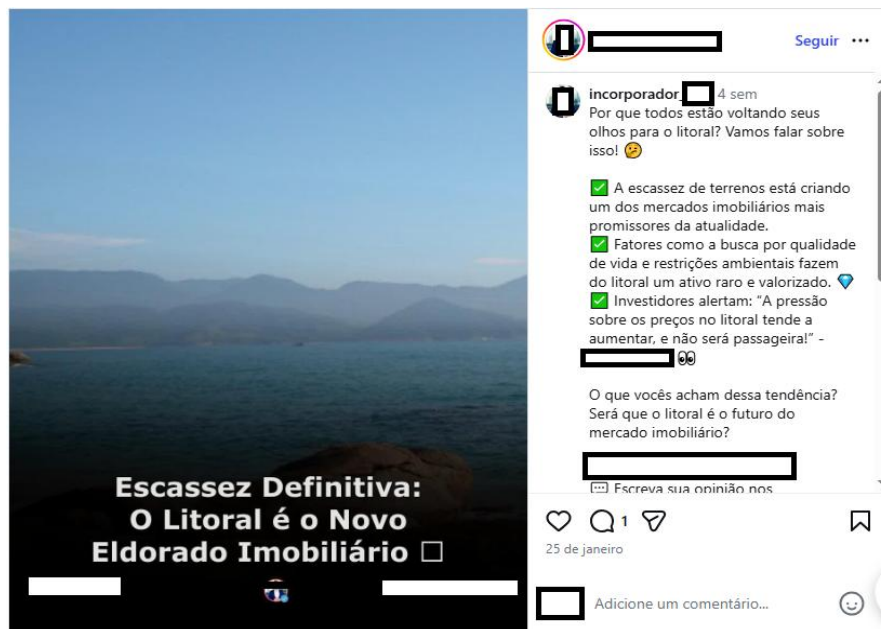 Escassez Definitiva:
O Litoral é o Novo
Eldorado Imobiliário
Seguir
incorporador_ 4 sem
Por que todos estão voltando seus
olhos para o litoral? Vamos falar sobre
isso! 🤔
✅ A escassez de terrenos está criando
um dos mercados imobiliários mais
promissores da atualidade.
✅ Fatores como a busca por qualidade
de vida e restrições ambientais fazem
do litoral um ativo raro e valorizado. 💎
✅ Investidores alertam: "A pressão
sobre os preços no litoral tende a
aumentar, e não será passageira!" -
👀
O que vocês acham dessa tendência?
Será que o litoral é o futuro do
mercado imobiliário?
💬 Escreva sua opinião nos
1
25 de janeiro
Adicione um comentário...